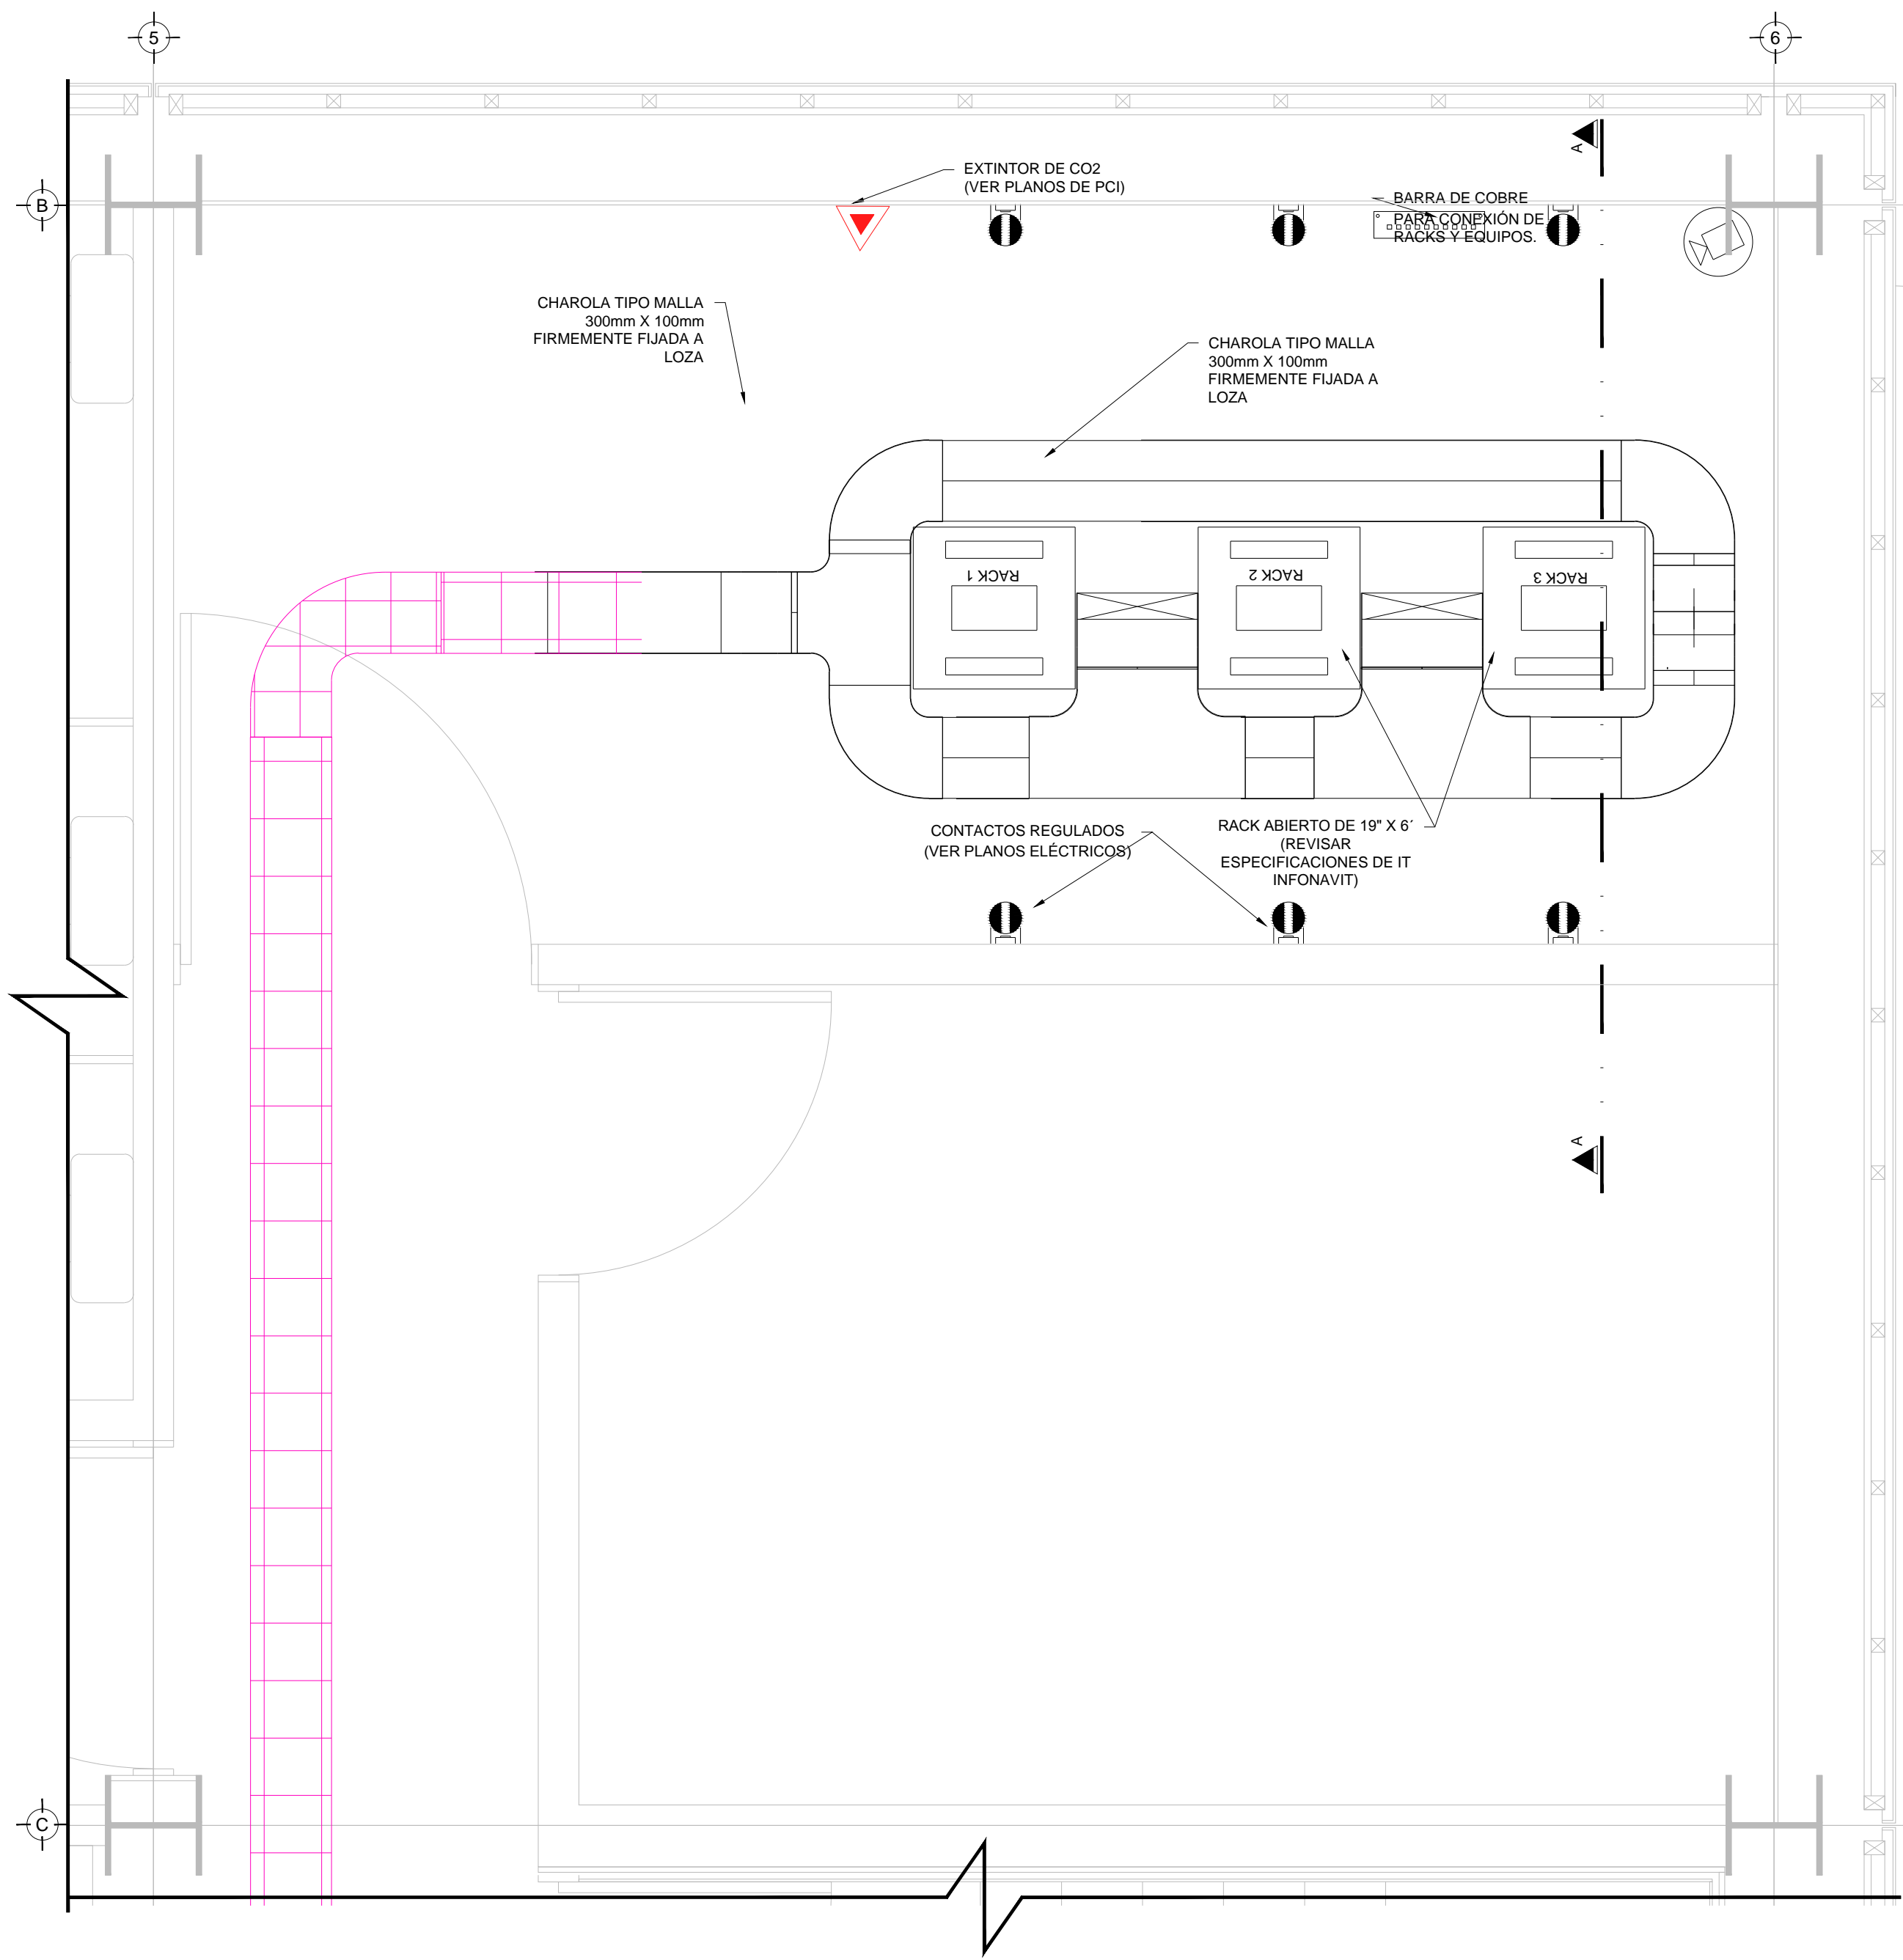 5
6
B
EXTINTOR DE CO2
(VER PLANOS DE PCI)
A
BARRA DE COBRE
PARA CONEXIÓN DE
RACKS Y EQUIPOS.
CHAROLA TIPO MALLA
300mm X 100mm
FIRMEMENTE FIJADA A
LOZA
CHAROLA TIPO MALLA
300mm X 100mm
FIRMEMENTE FIJADA A
LOZA
RACK 1
RACK 2
RACK 3
CONTACTOS REGULADOS
(VER PLANOS ELÉCTRICOS)
RACK ABIERTO DE 19" X 6´
(REVISAR
ESPECIFICACIONES DE IT
INFONAVIT)
A
C